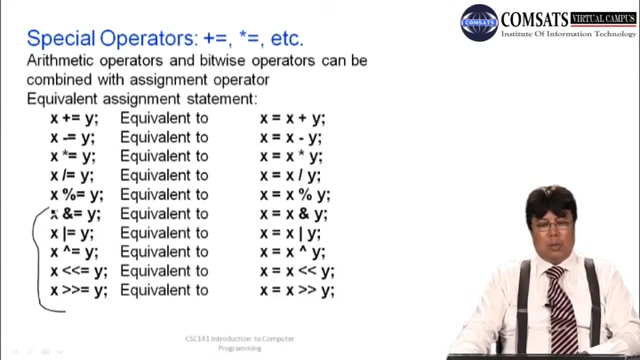 COMSATS VIRTUAL CAMPUS
Institute Of Information Technology
Special Operators: +=, *=, etc.
Arithmetic operators and bitwise operators can be
combined with assignment operator
Equivalent assignment statement:
x += y; Equivalent to x = x + y;
x -= y; Equivalent to x = x - y;
x *= y; Equivalent to x = x * y;
x /= y; Equivalent to x = x / y;
x %= y; Equivalent to x = x % y;
x &= y; Equivalent to x = x & y;
x |= y; Equivalent to x = x | y;
x ^= y; Equivalent to x = x ^ y;
x <<= y; Equivalent to x = x << y;
x >>= y; Equivalent to x = x >> y;
CSC141 Introduction to Computer
Programming